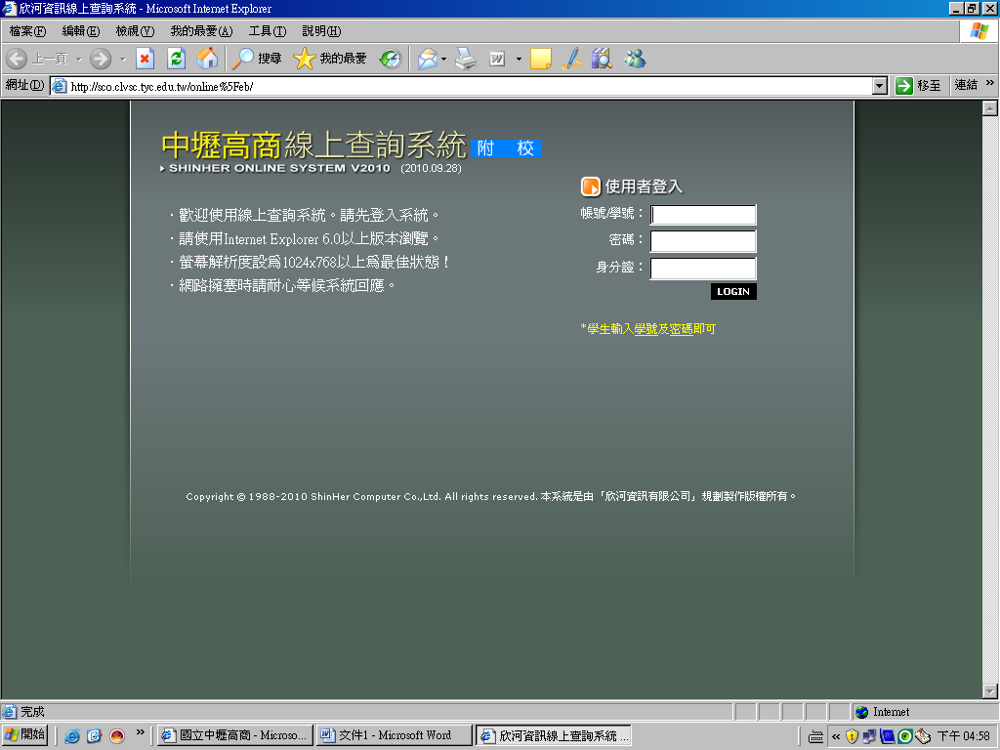 欣河資訊線上查詢系統 - Microsoft Internet Explorer
檔案(F) 編輯(E) 檢視(V) 我的最愛(A) 工具(T) 說明(H)
上一頁 搜尋 我的最愛
網址(D) http://sco.clvsc.tyc.edu.tw/online%5Feb/ 移至 連結 »
中壢高商線上查詢系統 附 校
SHINHER ONLINE SYSTEM V2010 (2010.09.28)
使用者登入
‧歡迎使用線上查詢系統。請先登入系統。
‧請使用Internet Explorer 6.0以上版本瀏覽。
‧螢幕解析度設為1024x768以上為最佳狀態！
‧網路擁塞時請耐心等候系統回應。
帳號/學號：
密碼：
身分證：
LOGIN
*學生輸入學號及密碼即可
Copyright © 1988-2010 ShinHer Computer Co.,Ltd. All rights reserved. 本系統是由「欣河資訊有限公司」規劃製作版權所有。
完成 Internet
開始 » 國立中壢高商 - Microso... 文件1 - Microsoft Word 欣河資訊線上查詢系統 ... « 下午 04:58